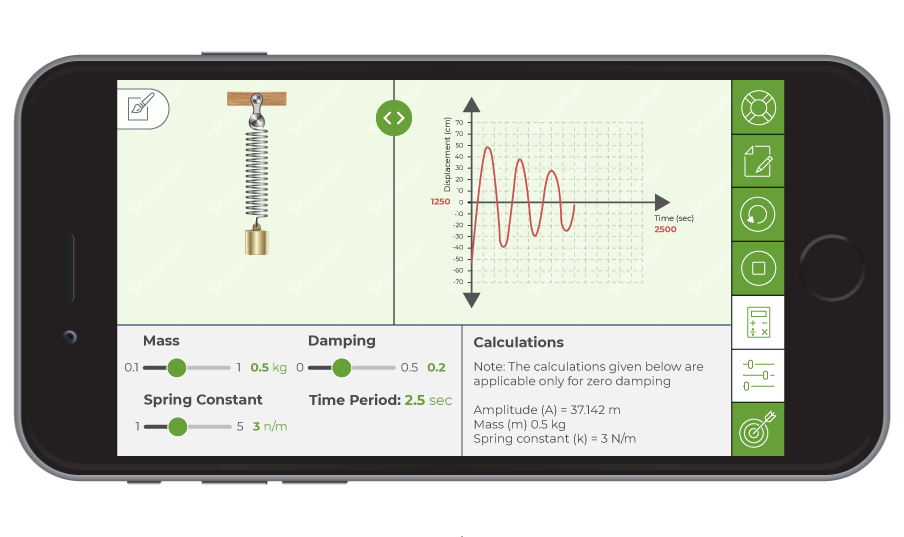 Displacement (cm)
70
70
50
40
30
20
10
1250 0
-10
-20
-30
-40
-50
-60
-70
Time (sec)
2500
Mass
0.1 1 0.5 kg
Damping
0 0.5 0.2
Spring Constant
1 5 3 n/m
Time Period: 2.5 sec
Calculations
Note: The calculations given below are
applicable only for zero damping
Amplitude (A) = 37.142 m
Mass (m) 0.5 kg
Spring constant (k) = 3 N/m